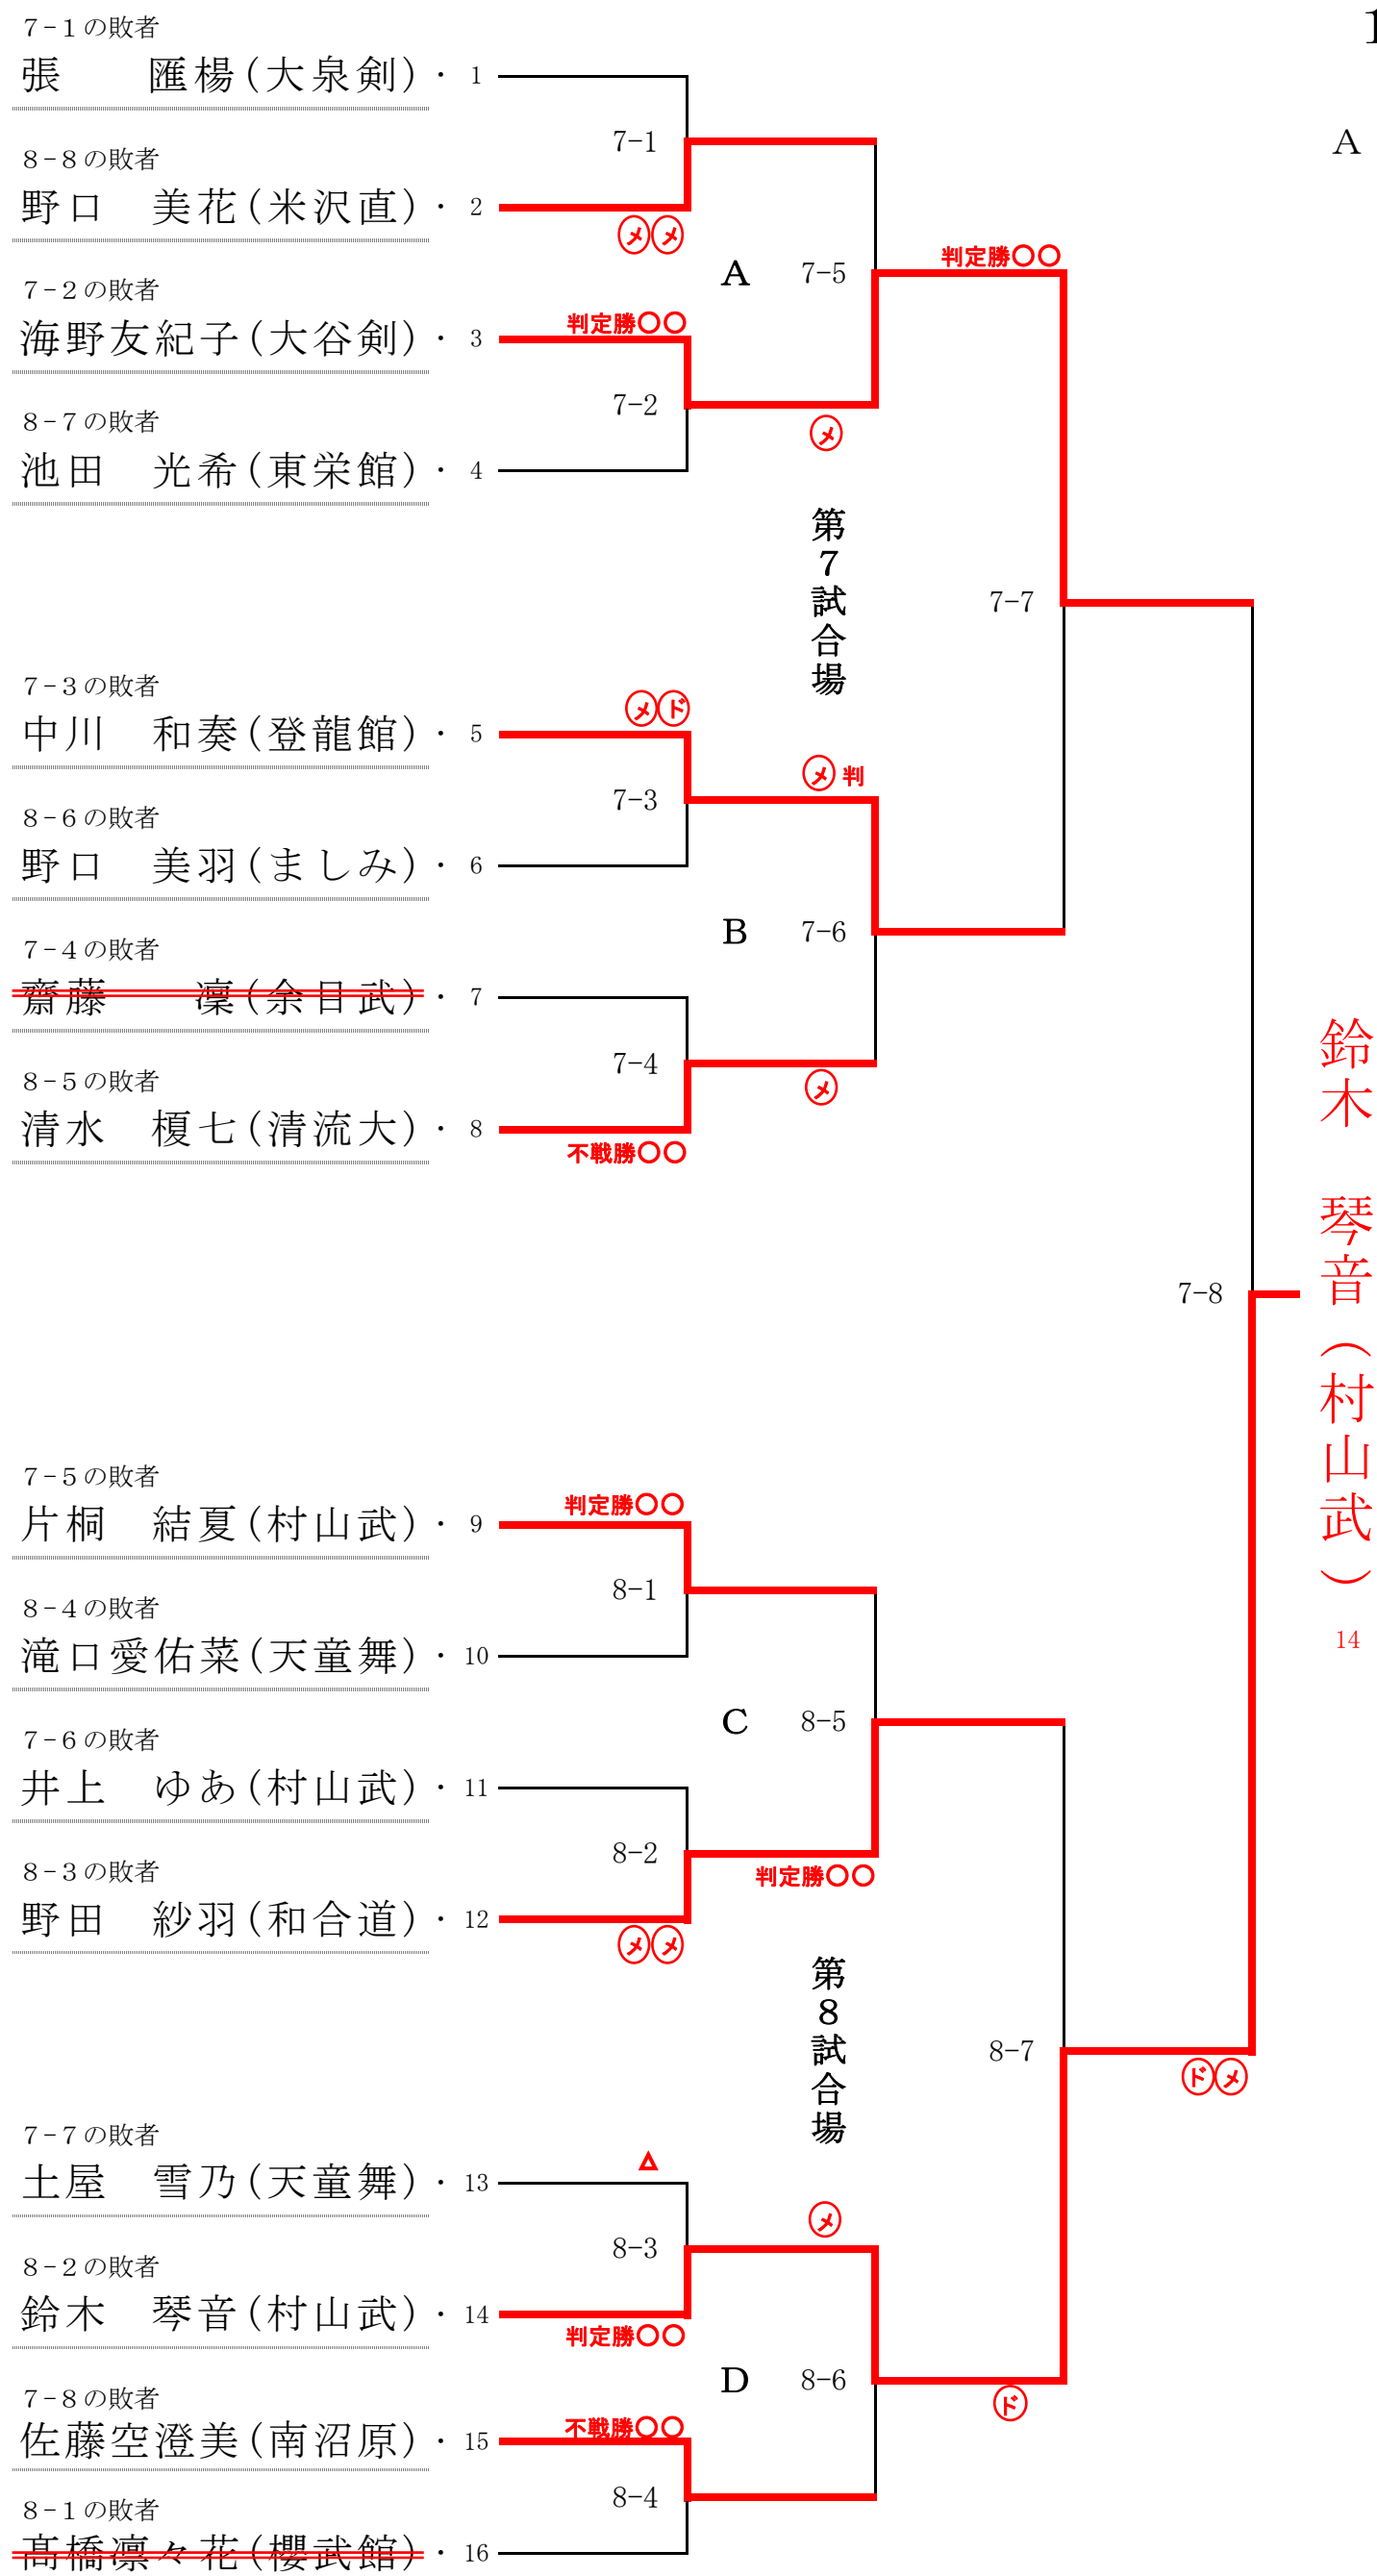 7-1の敗者
張　　匯楊(大泉剣)・ 1
8-8の敗者
野口　美花(米沢直)・ 2
7-2の敗者
海野友紀子(大谷剣)・ 3
8-7の敗者
池田　光希(東栄館)・ 4
7-3の敗者
中川　和奏(登龍館)・ 5
8-6の敗者
野口　美羽(ましみ)・ 6
7-4の敗者
齋藤　　凜(余目武)・ 7
8-5の敗者
清水　榎七(清流大)・ 8
7-5の敗者
片桐　結夏(村山武)・ 9
8-4の敗者
滝口愛佑菜(天童舞)・ 10
7-6の敗者
井上　ゆあ(村山武)・ 11
8-3の敗者
野田　紗羽(和合道)・ 12
7-7の敗者
土屋　雪乃(天童舞)・ 13
8-2の敗者
鈴木　琴音(村山武)・ 14
7-8の敗者
佐藤空澄美(南沼原)・ 15
8-1の敗者
髙橋凛々花(櫻武館)・ 16
7-1
メメ
判定勝〇〇
7-2
メド
7-3
7-4
不戦勝〇〇
判定勝〇〇
8-1
8-2
メメ
△
8-3
判定勝〇〇
不戦勝〇〇
8-4
A
7-5
メ
第7試合場
メ 判
B
7-6
メ
C
8-5
判定勝〇〇
第8試合場
メ
D
8-6
判定勝〇〇
7-7
8-7
ド
7-8
ドメ
1
A
鈴木　琴音(村山武)
14